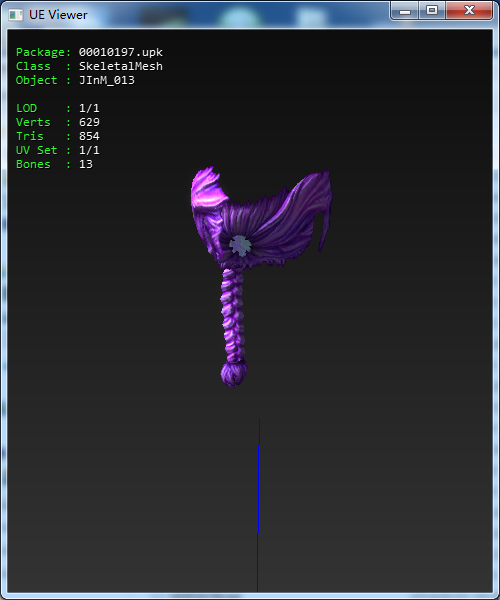 UE Viewer
Package: 00010197.upk
Class : SkeletalMesh
Object : JInM_013
LOD : 1/1
Verts : 629
Tris : 854
UV Set : 1/1
Bones : 13